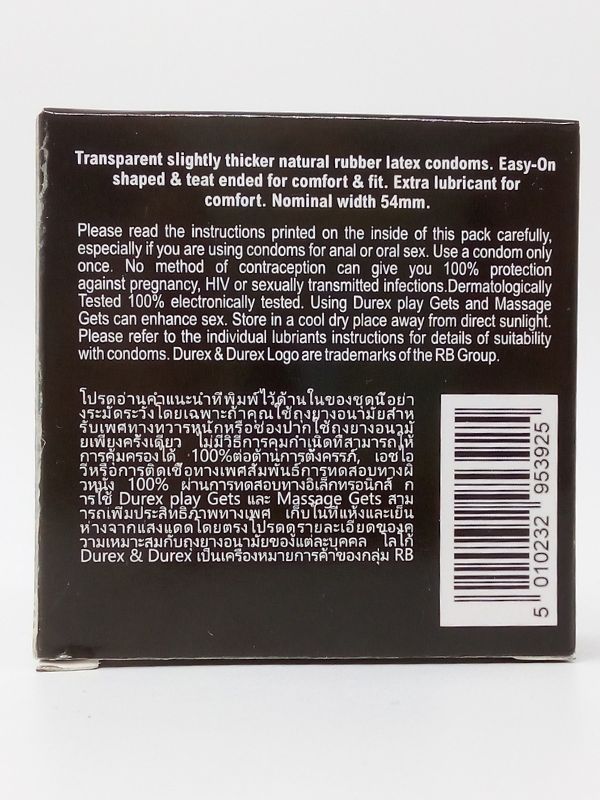 Transparent slightly thicker natural rubber latex condoms. Easy-On
shaped & teat ended for comfort & fit. Extra lubricant for
comfort. Nominal width 54mm.
Please read the instructions printed on the inside of this pack carefully,
especially if you are using condoms for anal or oral sex. Use a condom only
once. No method of contraception can give you 100% protection
against pregnancy, HIV or sexually transmitted infections.Dermatologically
Tested 100% electronically tested. Using Durex play Gets and Massage
Gets can enhance sex. Store in a cool dry place away from direct sunlight.
Please refer to the individual lubriants instructions for details of suitability
with condoms. Durex & Durex Logo are trademarks of the RB Group.
โปรดอ่านคำแนะนำที่พิมพ์ไว้ด้านในของชุดนี้อย่า
งระมัดระวังโดยเฉพาะถ้าคุณใช้ถุงยางอนามัยสำห
รับเพศทางทวารหนักหรือช่องปากใช้ถุงยางอนามั
ยเพียงครั้งเดียว ไม่มีวิธีการคุมกำเนิดที่สามารถให้
การคุ้มครองได้ 100%ต่อต้านการตั้งครรภ์, เอชไอ
วีหรือการติดเชื้อทางเพศสัมพันธ์การทดสอบทางผิ
วหนัง 100% ผ่านการทดสอบทางอิเล็กทรอนิกส์ ก
ารใช้ Durex play Gets และ Massage Gets สามา
รถเพิ่มประสิทธิภาพทางเพศ เก็บในที่แห้งและเย็น
ห่างจากแสงแดดโดยตรงโปรดดูรายละเอียดของค
วามเหมาะสมกับถุงยางอนามัยของแต่ละบุคคล โลโก้
Durex & Durex เป็นเครื่องหมายการค้าของกลุ่ม RB
5 010232 953925